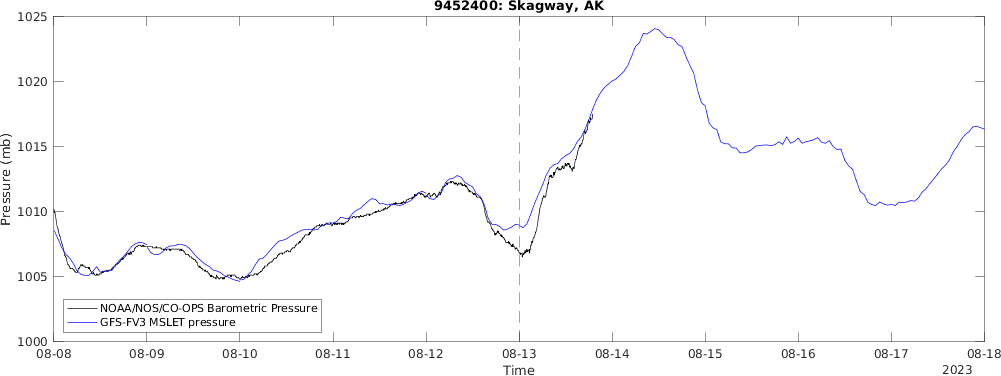 9452400: Skagway, AK
1025
1020
1015
1010
1005
1000
Pressure (mb)
NOAA/NOS/CO-OPS Barometric Pressure
GFS-FV3 MSLET pressure
08-08 08-09 08-10 08-11 08-12 08-13 08-14 08-15 08-16 08-17 08-18
Time
2023